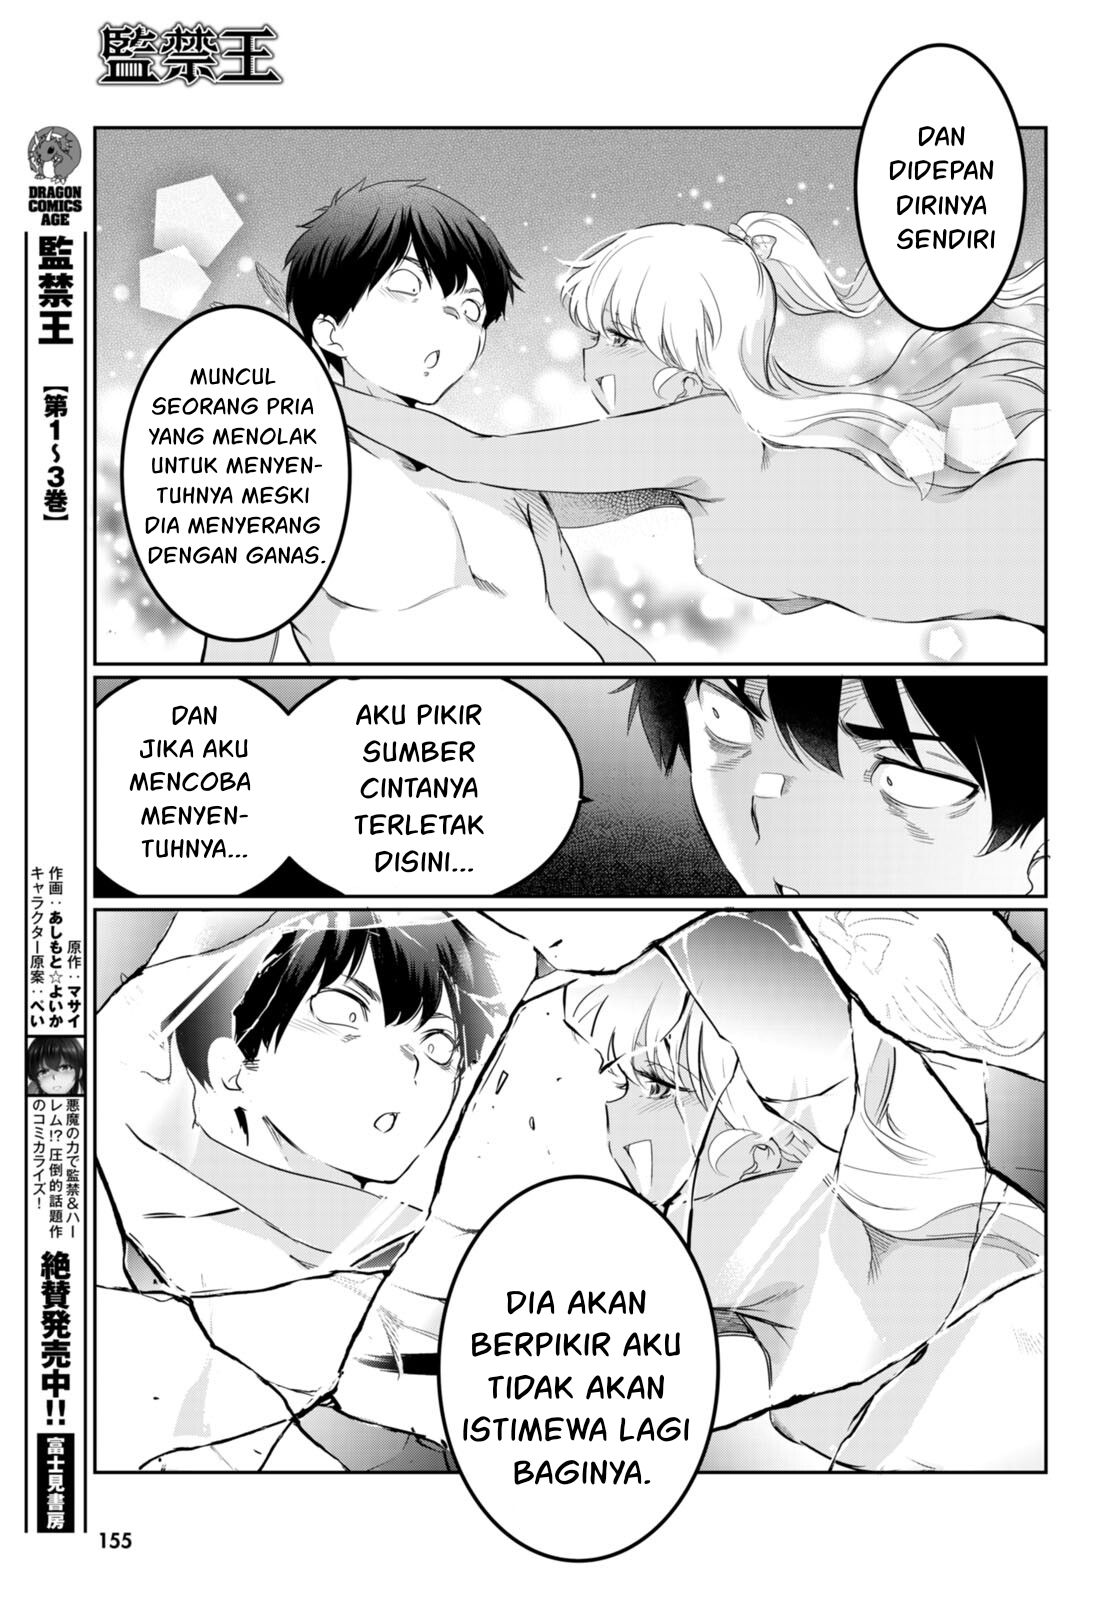 監禁王
DAN
DIDEPAN
DIRINYA
SENDIRI
MUNCUL
SEORANG PRIA
YANG MENOLAK
UNTUK MENYEN-
TUHNYA MESKI
DIA MENYERANG
DENGAN GANAS.
AKU PIKIR
SUMBER
CINTANYA
TERLETAK
DISINI...
DAN
JIKA AKU
MENCOBA
MENYEN-
TUHNYA...
DIA AKAN
BERPIKIR AKU
TIDAK AKAN
ISTIMEWA LAGI
BAGINYA.
DRAGON
COMICS
AGE
監禁王
【第1〜3巻】
原作：マサイ
作画：あしもと☆よいか
キャラクター原案：ぺい
悪魔の力で監禁&ハー
レム!? 圧倒的話題作
のコミカライズ！
絶賛発売中!!
富士見書房
155